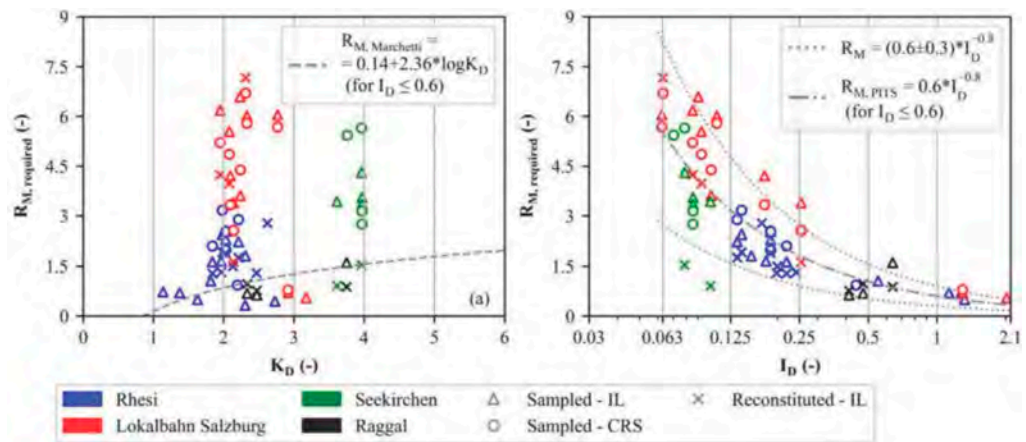 9
7.5
6
4.5
3
1.5
0
R_M, required (-)
R_M, Marchetti =
0.14+2.36*logK_D
(for I_D ≤ 0.6)
(a)
0 1 2 3 4 5 6
K_D (-)
9
7.5
6
4.5
3
1.5
0
R_M, required (-)
R_M = (0.6±0.3)*I_D^-0.8
R_M, PITS = 0.6*I_D^-0.8
(for I_D ≤ 0.6)
0.03 0.063 0.125 0.25 0.5 1 2.1
I_D (-)
Rhesi Seekirchen Sampled - IL Reconstituted - IL
Lokalbahn Salzburg Raggal Sampled - CRS